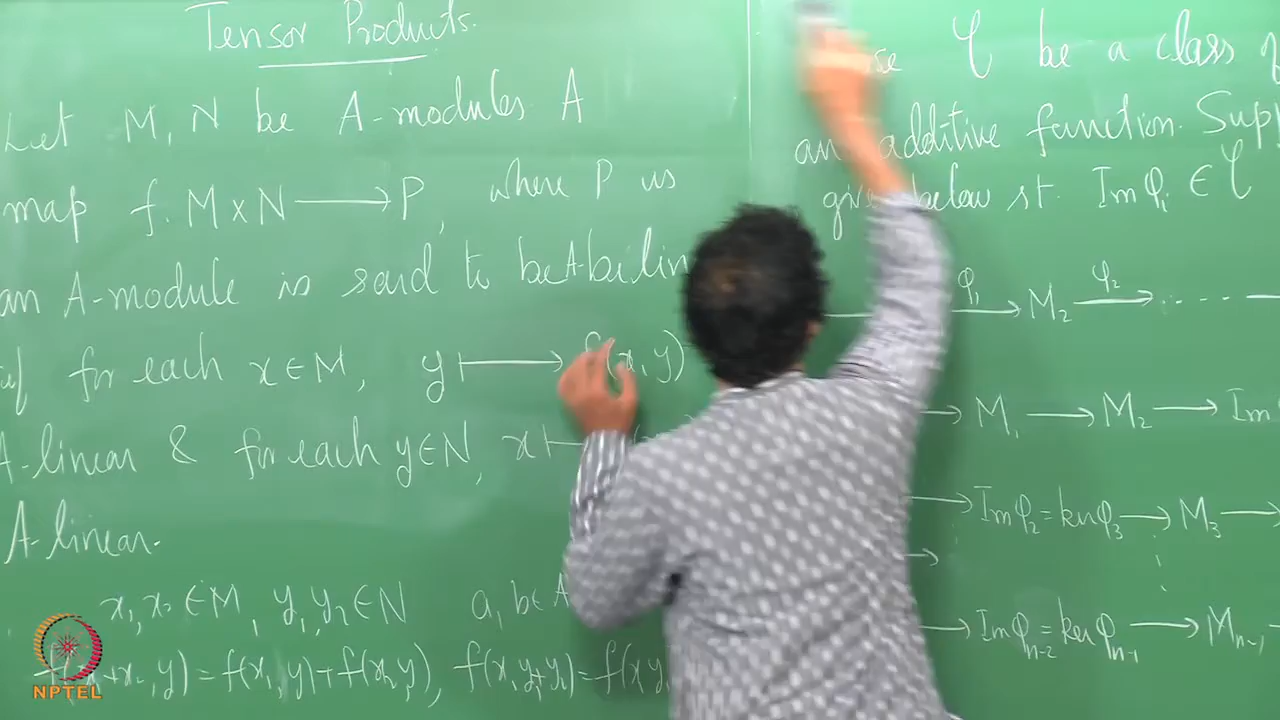 Tensor Products.
Let M, N be A-modules. A
map f: M x N → P, where P is
an A-module is said to be A-bilin
if for each x ∈ M, y ↦ f(x, y)
A-linear & for each y ∈ N, x ↦
A-linear.
x, x₂ ∈ M, y₁, y₂ ∈ N a, b ∈ A
+x₂, y) = f(x₁, y) + f(x₂, y), f(x, y₁+y₂) = f(x, y
se C be a class of
an additive function. Sup
given below st. Im φᵢ ∈ C
φ₁ → M₂ φ₂ → ..... —
→ M₁ → M₂ → Im
→ Im φ₂ = ker φ₃ → M₃ →
→ Im φₙ₋₂ = ker φₙ₋₁ → Mₙ₋₁ —
NPTEL